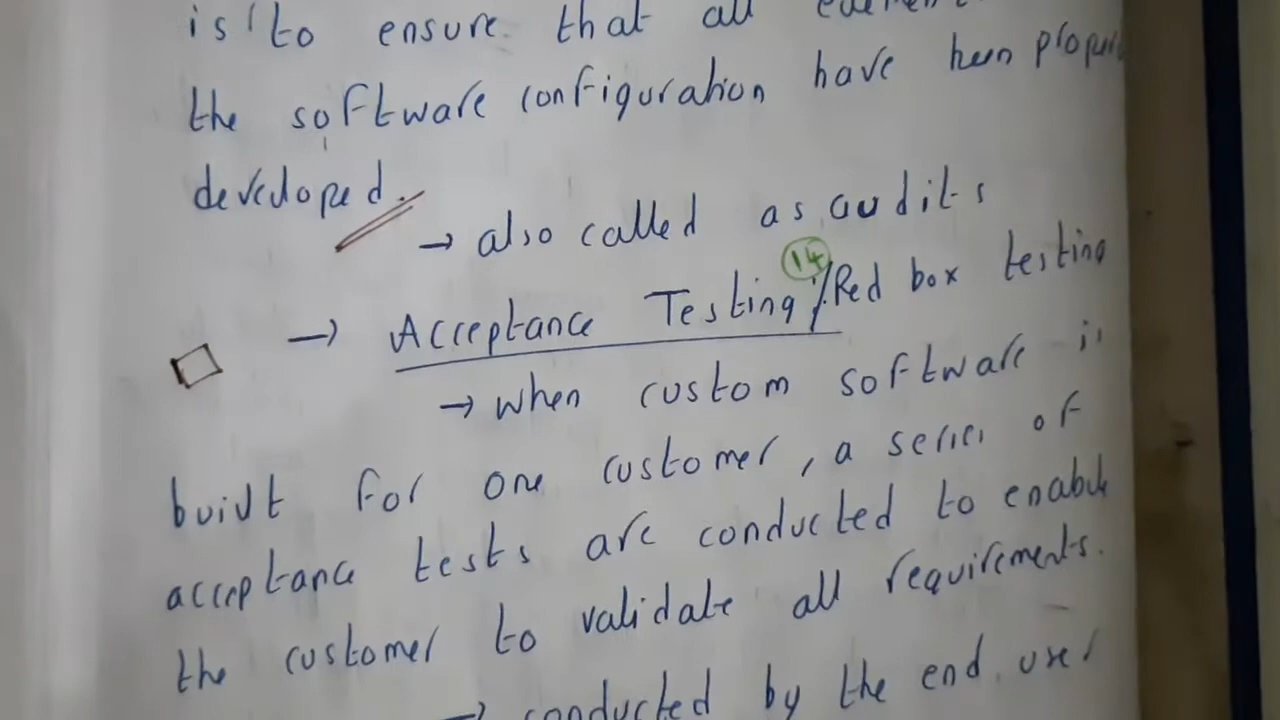 is to ensure that all
the software configuration have been
developed.
→ also called as audits
14
→ Acceptance Testing / Red box testing
→ when custom software is
built for one customer, a series of
acceptance tests are conducted to enable
the customer to validate all requirements.
→ conducted by the end user